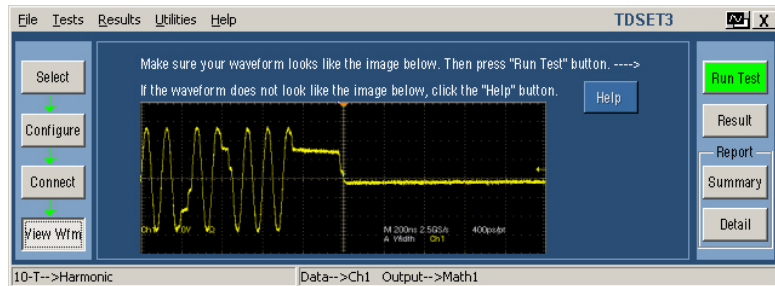 File Tests Results Utilities Help TDSET3 X
Make sure your waveform looks like the image below. Then press "Run Test" button. ---->
If the waveform does not look like the image below, click the "Help" button.
Help
Select
Configure
Connect
View Wfm
Run Test
Result
Report
Summary
Detail
Ch1 0V Ω M 200ns 2.5GS/s 400ps/pt
A Width Ch1
10-T-->Harmonic Data-->Ch1 Output-->Math1